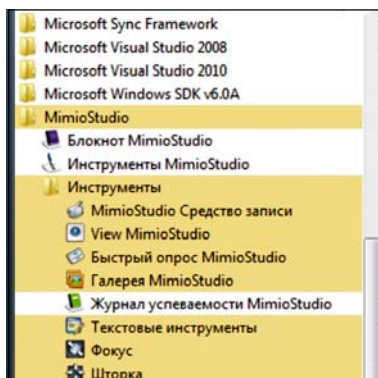 Microsoft Sync Framework
Microsoft Visual Studio 2008
Microsoft Visual Studio 2010
Microsoft Windows SDK v6.0A
MimioStudio
Блокнот MimioStudio
Инструменты MimioStudio
Инструменты
MimioStudio Средство записи
View MimioStudio
Быстрый опрос MimioStudio
Галерея MimioStudio
Журнал успеваемости MimioStudio
Текстовые инструменты
Фокус
Шторка